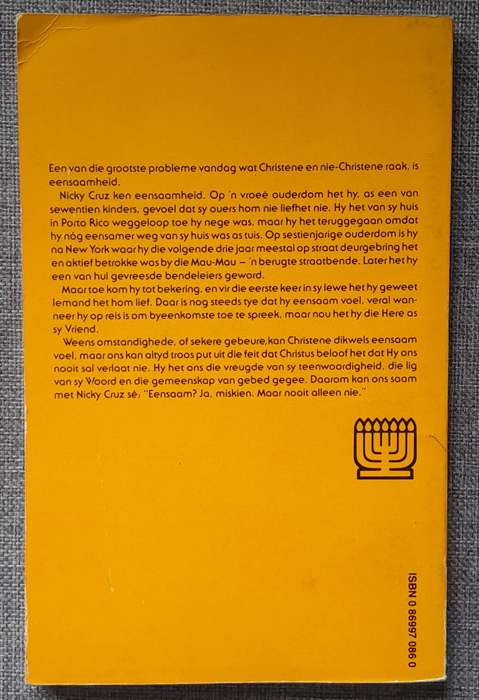 Een van die grootste probleme vandag wat Christene en nie-Christene raak, is
eensaamheid.
Nicky Cruz ken eensaamheid. Op 'n vroeë ouderdom het hy, as een van
sewentien kinders, gevoel dat sy ouers hom nie liefhet nie. Hy het van sy huis
in Porto Rico weggeloop toe hy nege was, maar hy het teruggegaan omdat
hy nóg eensamer weg van sy huis was as tuis. Op sestienjarige ouderdom is hy
na New York waar hy die volgende drie jaar meestal op straat deurgebring het
en aktief betrokke was by die Mau-Mau – 'n berugte straatbende. Later het hy
een van hul gevreesde bendeleiers geword.
Maar toe kom hy tot bekering, en vir die eerste keer in sy lewe het hy geweet
Iemand het hom lief. Daar is nog steeds tye dat hy eensaam voel, veral wan-
neer hy op reis is om byeenkomste toe te spreek, maar nou het hy die Here as
sy Vriend.
Weens omstandighede, of sekere gebeure, kan Christene dikwels eensaam
voel, maar ons kan altyd troos put uit die feit dat Christus beloof het dat Hy ons
nooit sal verlaat nie. Hy het ons die vreugde van sy teenwoordigheid, die lig
van sy Woord en die gemeenskap van gebed gegee. Daarom kan ons saam
met Nicky Cruz sê: "Eensaam? Ja, miskien. Maar nooit alleen nie."
ISBN 0 86997 086 0